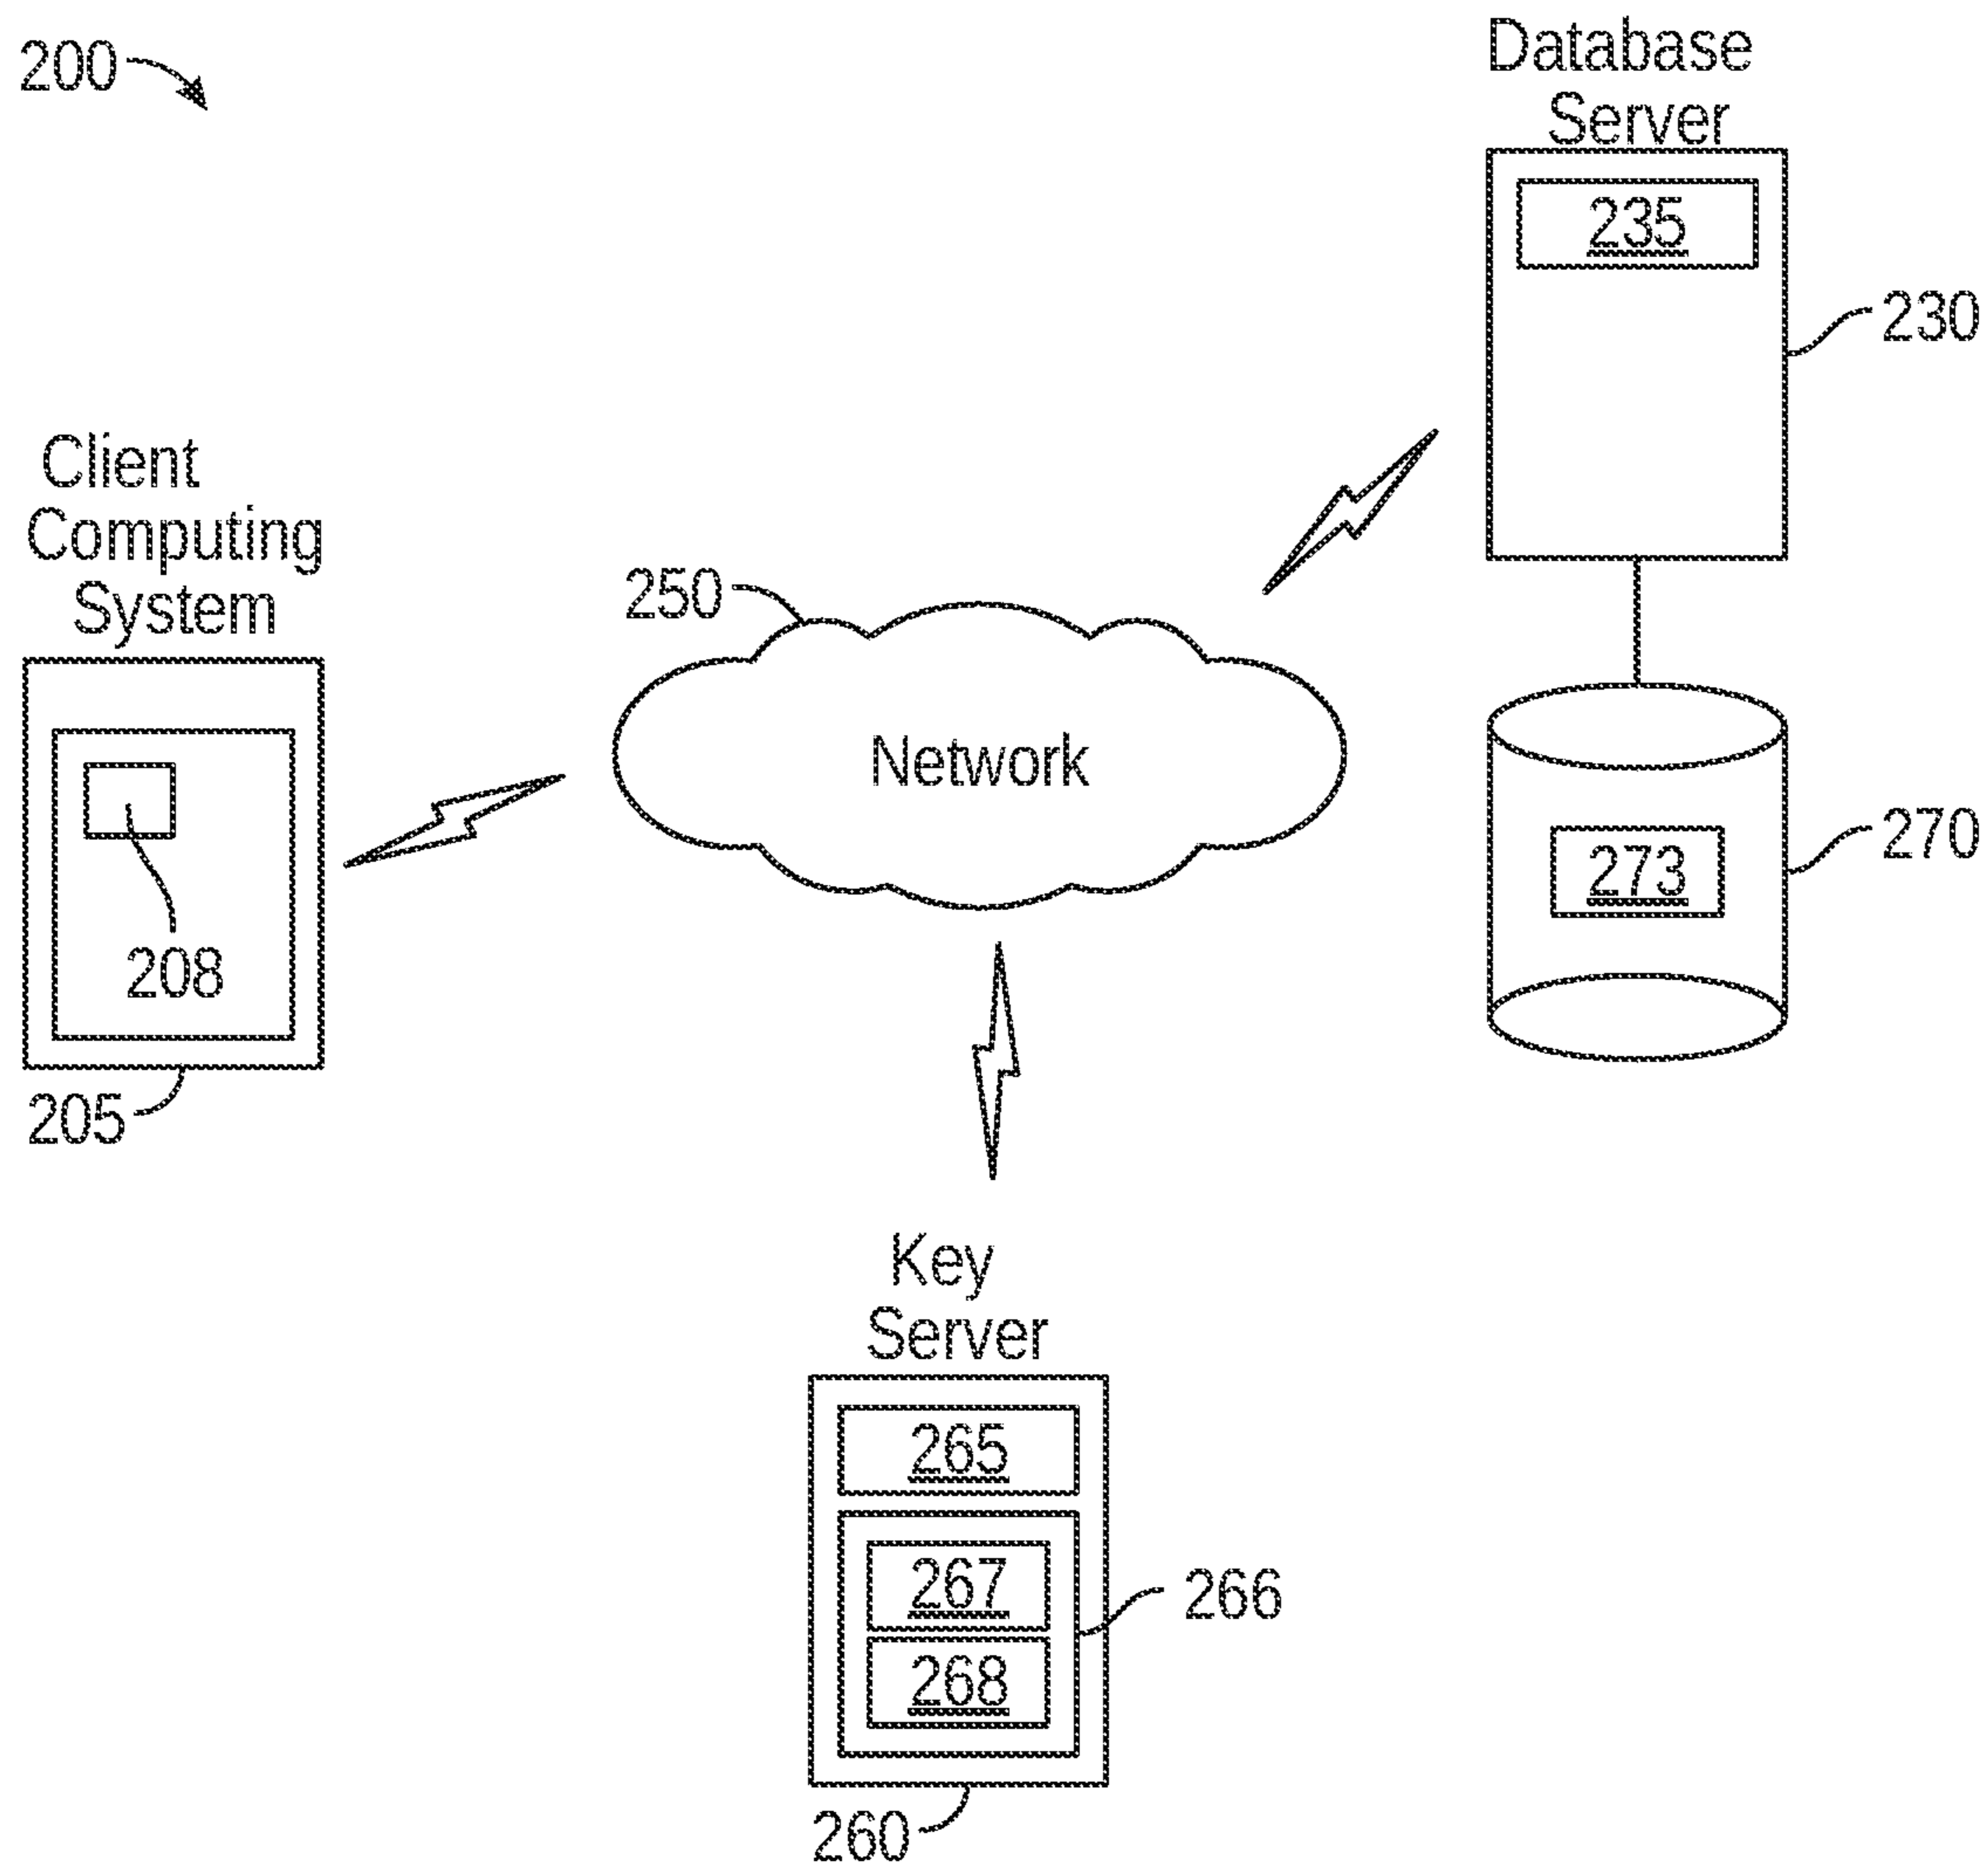 200
Database
Server
235
230
Client
Computing
System
208
205
250
Network
273
270
Key
Server
265
267
268
266
260